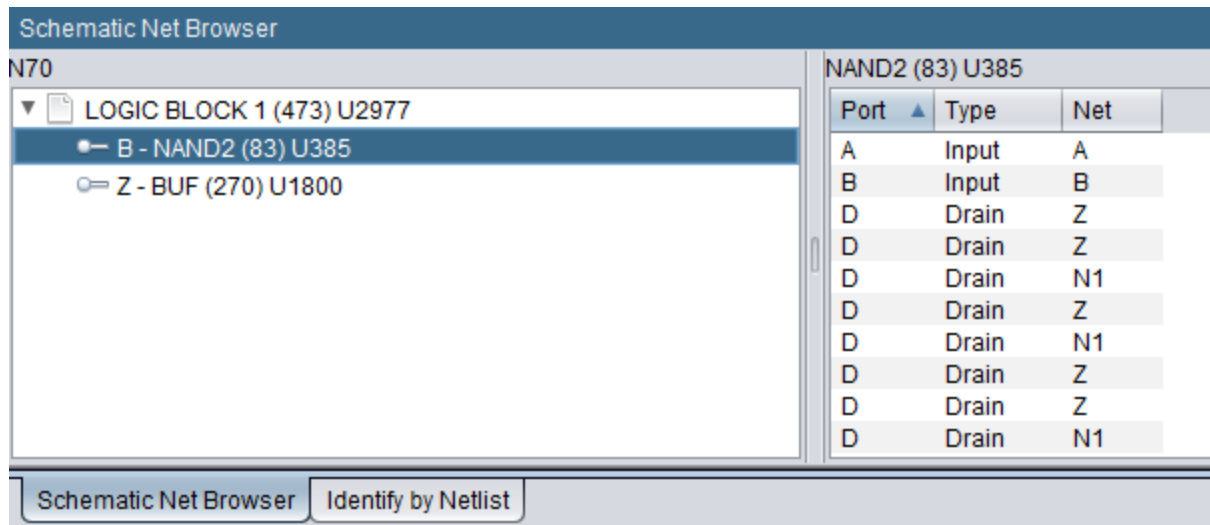 Schematic Net Browser
N70
LOGIC BLOCK 1 (473) U2977
B - NAND2 (83) U385
Z - BUF (270) U1800
NAND2 (83) U385
Port Type Net
A Input A
B Input B
D Drain Z
D Drain Z
D Drain N1
D Drain Z
D Drain N1
D Drain Z
D Drain Z
D Drain N1
Schematic Net Browser Identify by Netlist